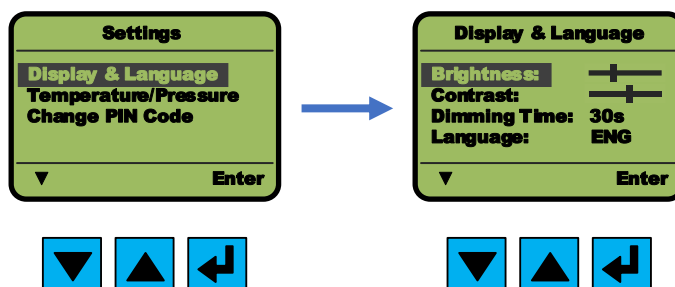 Settings
Display & Language
Temperature/Pressure
Change PIN Code
▼ Enter
Display & Language
Brightness:
Contrast:
Dimming Time: 30s
Language: ENG
▼ Enter